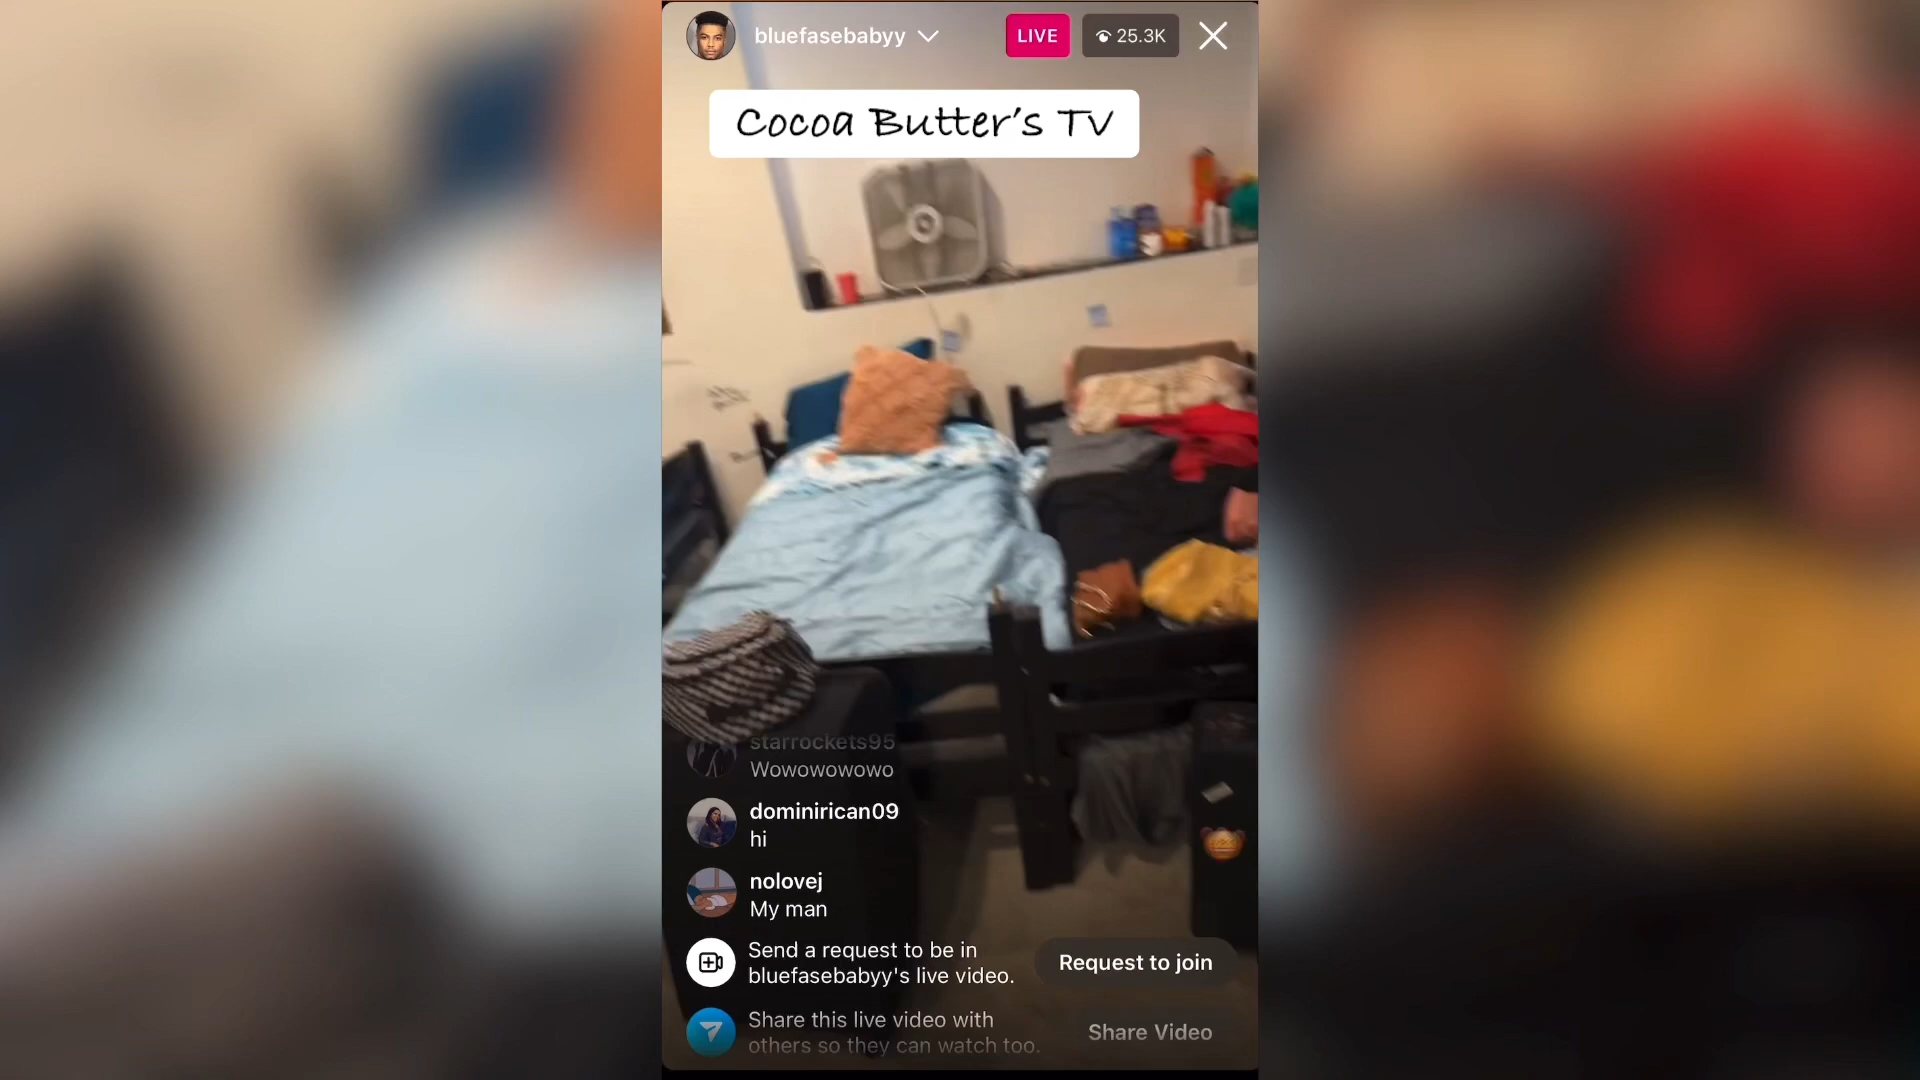 bluefasebabyy
LIVE
25.3K
Cocoa Butter's TV
starrockets95
Wowowowowo
dominirican09
hi
nolovej
My man
Send a request to be in
bluefasebabyy's live video.
Request to join
Share this live video with
others so they can watch too.
Share Video